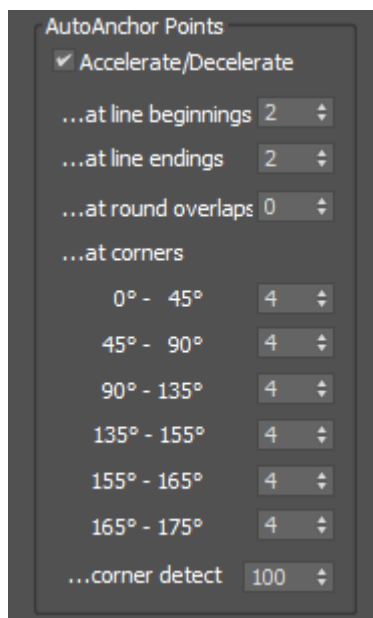 AutoAnchor Points
Accelerate/Decelerate
...at line beginnings 2
...at line endings 2
...at round overlaps 0
...at corners
0° - 45° 4
45° - 90° 4
90° - 135° 4
135° - 155° 4
155° - 165° 4
165° - 175° 4
...corner detect 100